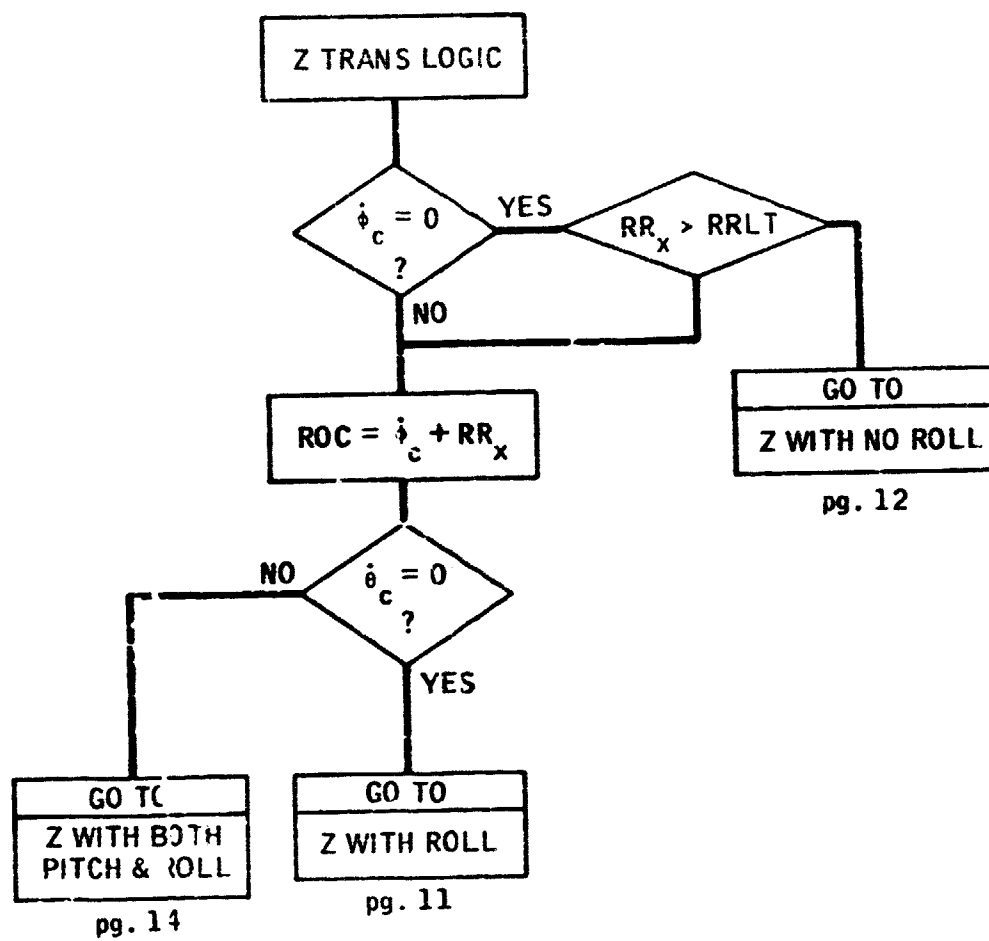 Z TRANS LOGIC
φ̇c = 0
?
YES
RRx > RRLT
NO
GO TO
Z WITH NO ROLL
pg. 12
ROC = φ̇c + RRx
NO
θ̇c = 0
?
YES
GO TO
Z WITH BOTH
PITCH & ROLL
pg. 14
GO TO
Z WITH ROLL
pg. 11